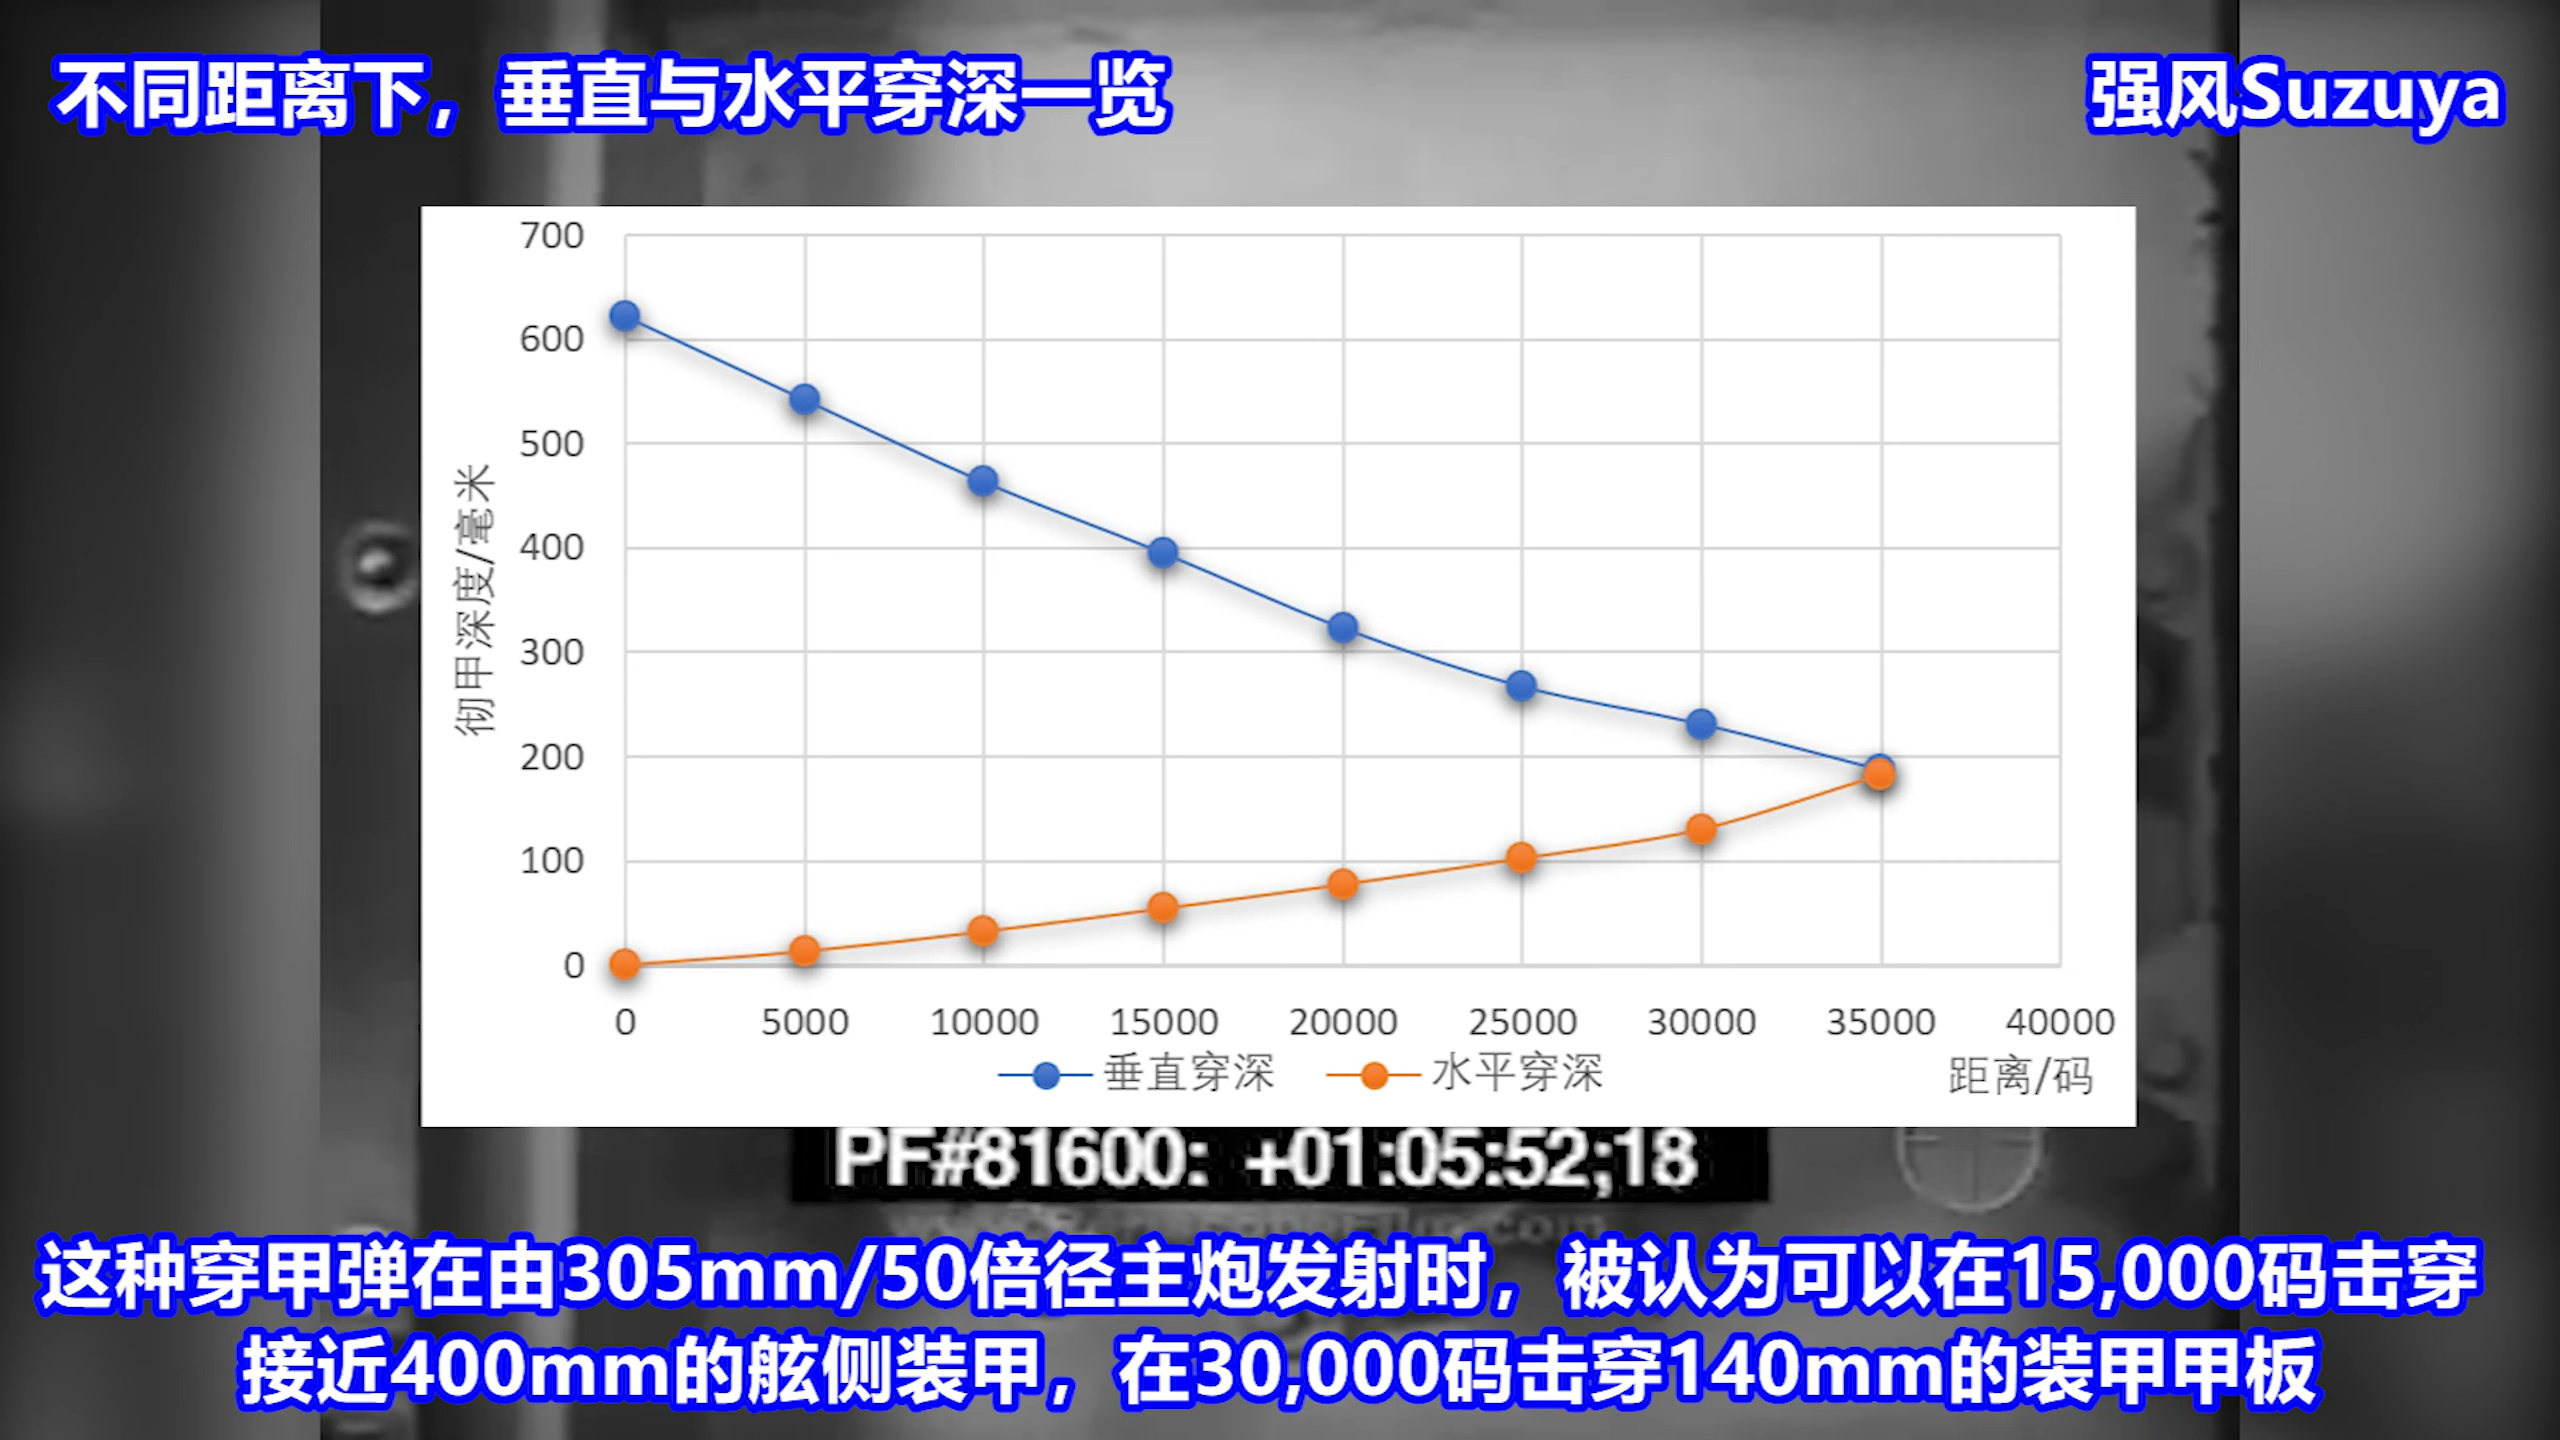 不同距离下，垂直与水平穿深一览
强风Suzuya
700
600
500
400
300
200
100
0
彻甲深度/毫米
0 5000 10000 15000 20000 25000 30000 35000 40000
垂直穿深 水平穿深
距离/码
PF#81600: +01:05:52;18
这种穿甲弹在由305mm/50倍径主炮发射时，被认为可以在15,000码击穿
接近400mm的舷侧装甲，在30,000码击穿140mm的装甲甲板